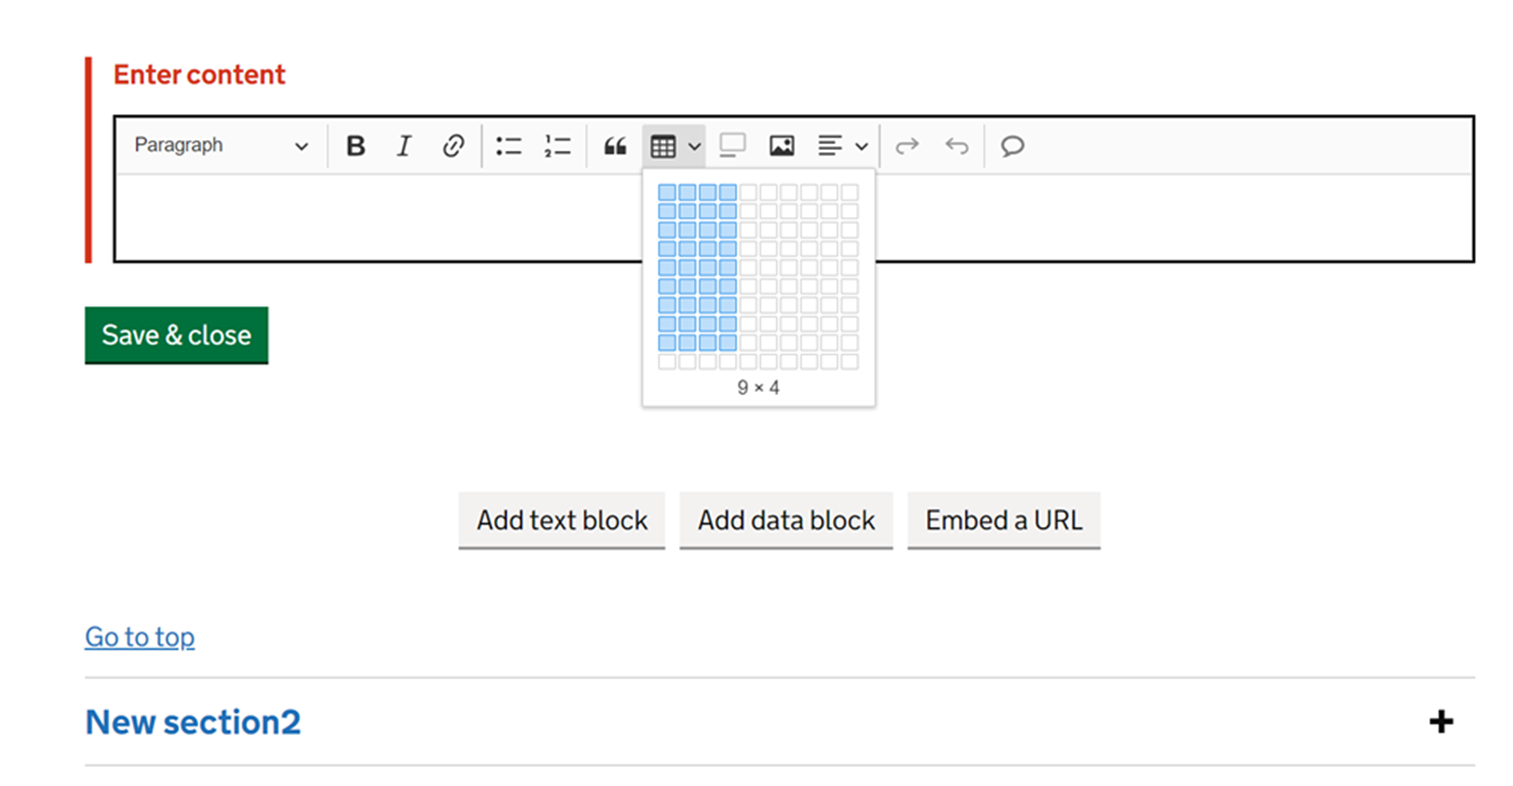 Enter content
Paragraph
B I
9 × 4
Save & close
Add text block Add data block Embed a URL
Go to top
New section2 +